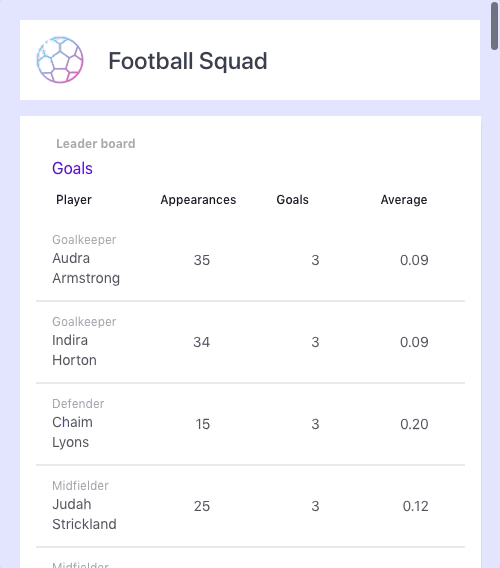 Football Squad
Leader board
Goals
Player Appearances Goals Average
Goalkeeper
Audra
Armstrong
35 3 0.09
Goalkeeper
Indira
Horton
34 3 0.09
Defender
Chaim
Lyons
15 3 0.20
Midfielder
Judah
Strickland
25 3 0.12
Midfielder